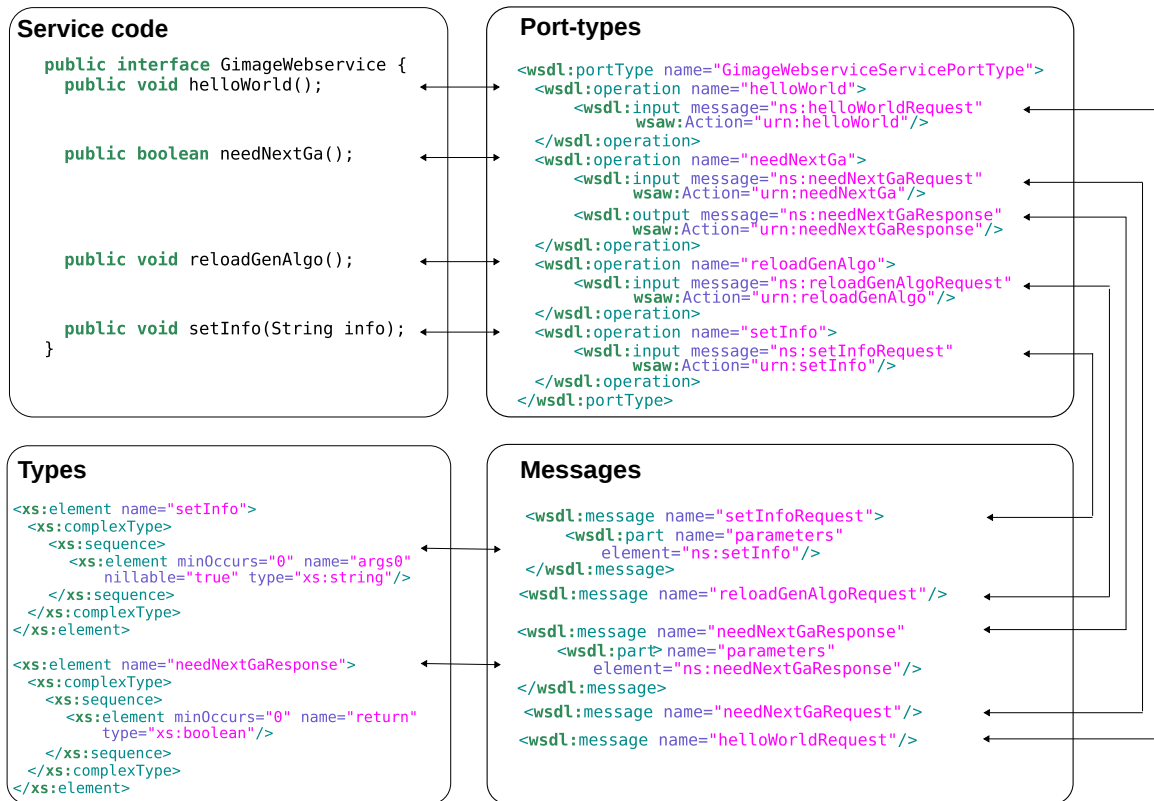 Service code
public interface GimageWebservice {
public void helloWorld();
public boolean needNextGa();
public void reloadGenAlgo();
public void setInfo(String info);
}
Port-types
<wsdl:portType name="GimageWebserviceServicePortType">
<wsdl:operation name="helloWorld">
<wsdl:input message="ns:helloWorldRequest"
wsaw:Action="urn:helloWorld"/>
</wsdl:operation>
<wsdl:operation name="needNextGa">
<wsdl:input message="ns:needNextGaRequest"
wsaw:Action="urn:needNextGa"/>
<wsdl:output message="ns:needNextGaResponse"
wsaw:Action="urn:needNextGaResponse"/>
</wsdl:operation>
<wsdl:operation name="reloadGenAlgo">
<wsdl:input message="ns:reloadGenAlgoRequest"
wsaw:Action="urn:reloadGenAlgo"/>
</wsdl:operation>
<wsdl:operation name="setInfo">
<wsdl:input message="ns:setInfoRequest"
wsaw:Action="urn:setInfo"/>
</wsdl:operation>
</wsdl:portType>
Types
<xs:element name="setInfo">
<xs:complexType>
<xs:sequence>
<xs:element minOccurs="0" name="args0"
nillable="true" type="xs:string"/>
</xs:sequence>
</xs:complexType>
</xs:element>
<xs:element name="needNextGaResponse">
<xs:complexType>
<xs:sequence>
<xs:element minOccurs="0" name="return"
type="xs:boolean"/>
</xs:sequence>
</xs:complexType>
</xs:element>
Messages
<wsdl:message name="setInfoRequest">
<wsdl:part name="parameters"
element="ns:setInfo"/>
</wsdl:message>
<wsdl:message name="reloadGenAlgoRequest"/>
<wsdl:message name="needNextGaResponse"
<wsdl:part> name="parameters"
element="ns:needNextGaResponse"/>
</wsdl:message>
<wsdl:message name="needNextGaRequest"/>
<wsdl:message name="helloWorldRequest"/>